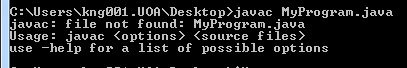 C:\Users\kng001.UOA\Desktop>javac MyProgram.java
javac: file not found: MyProgram.java
Usage: javac <options> <source files>
use -help for a list of possible options